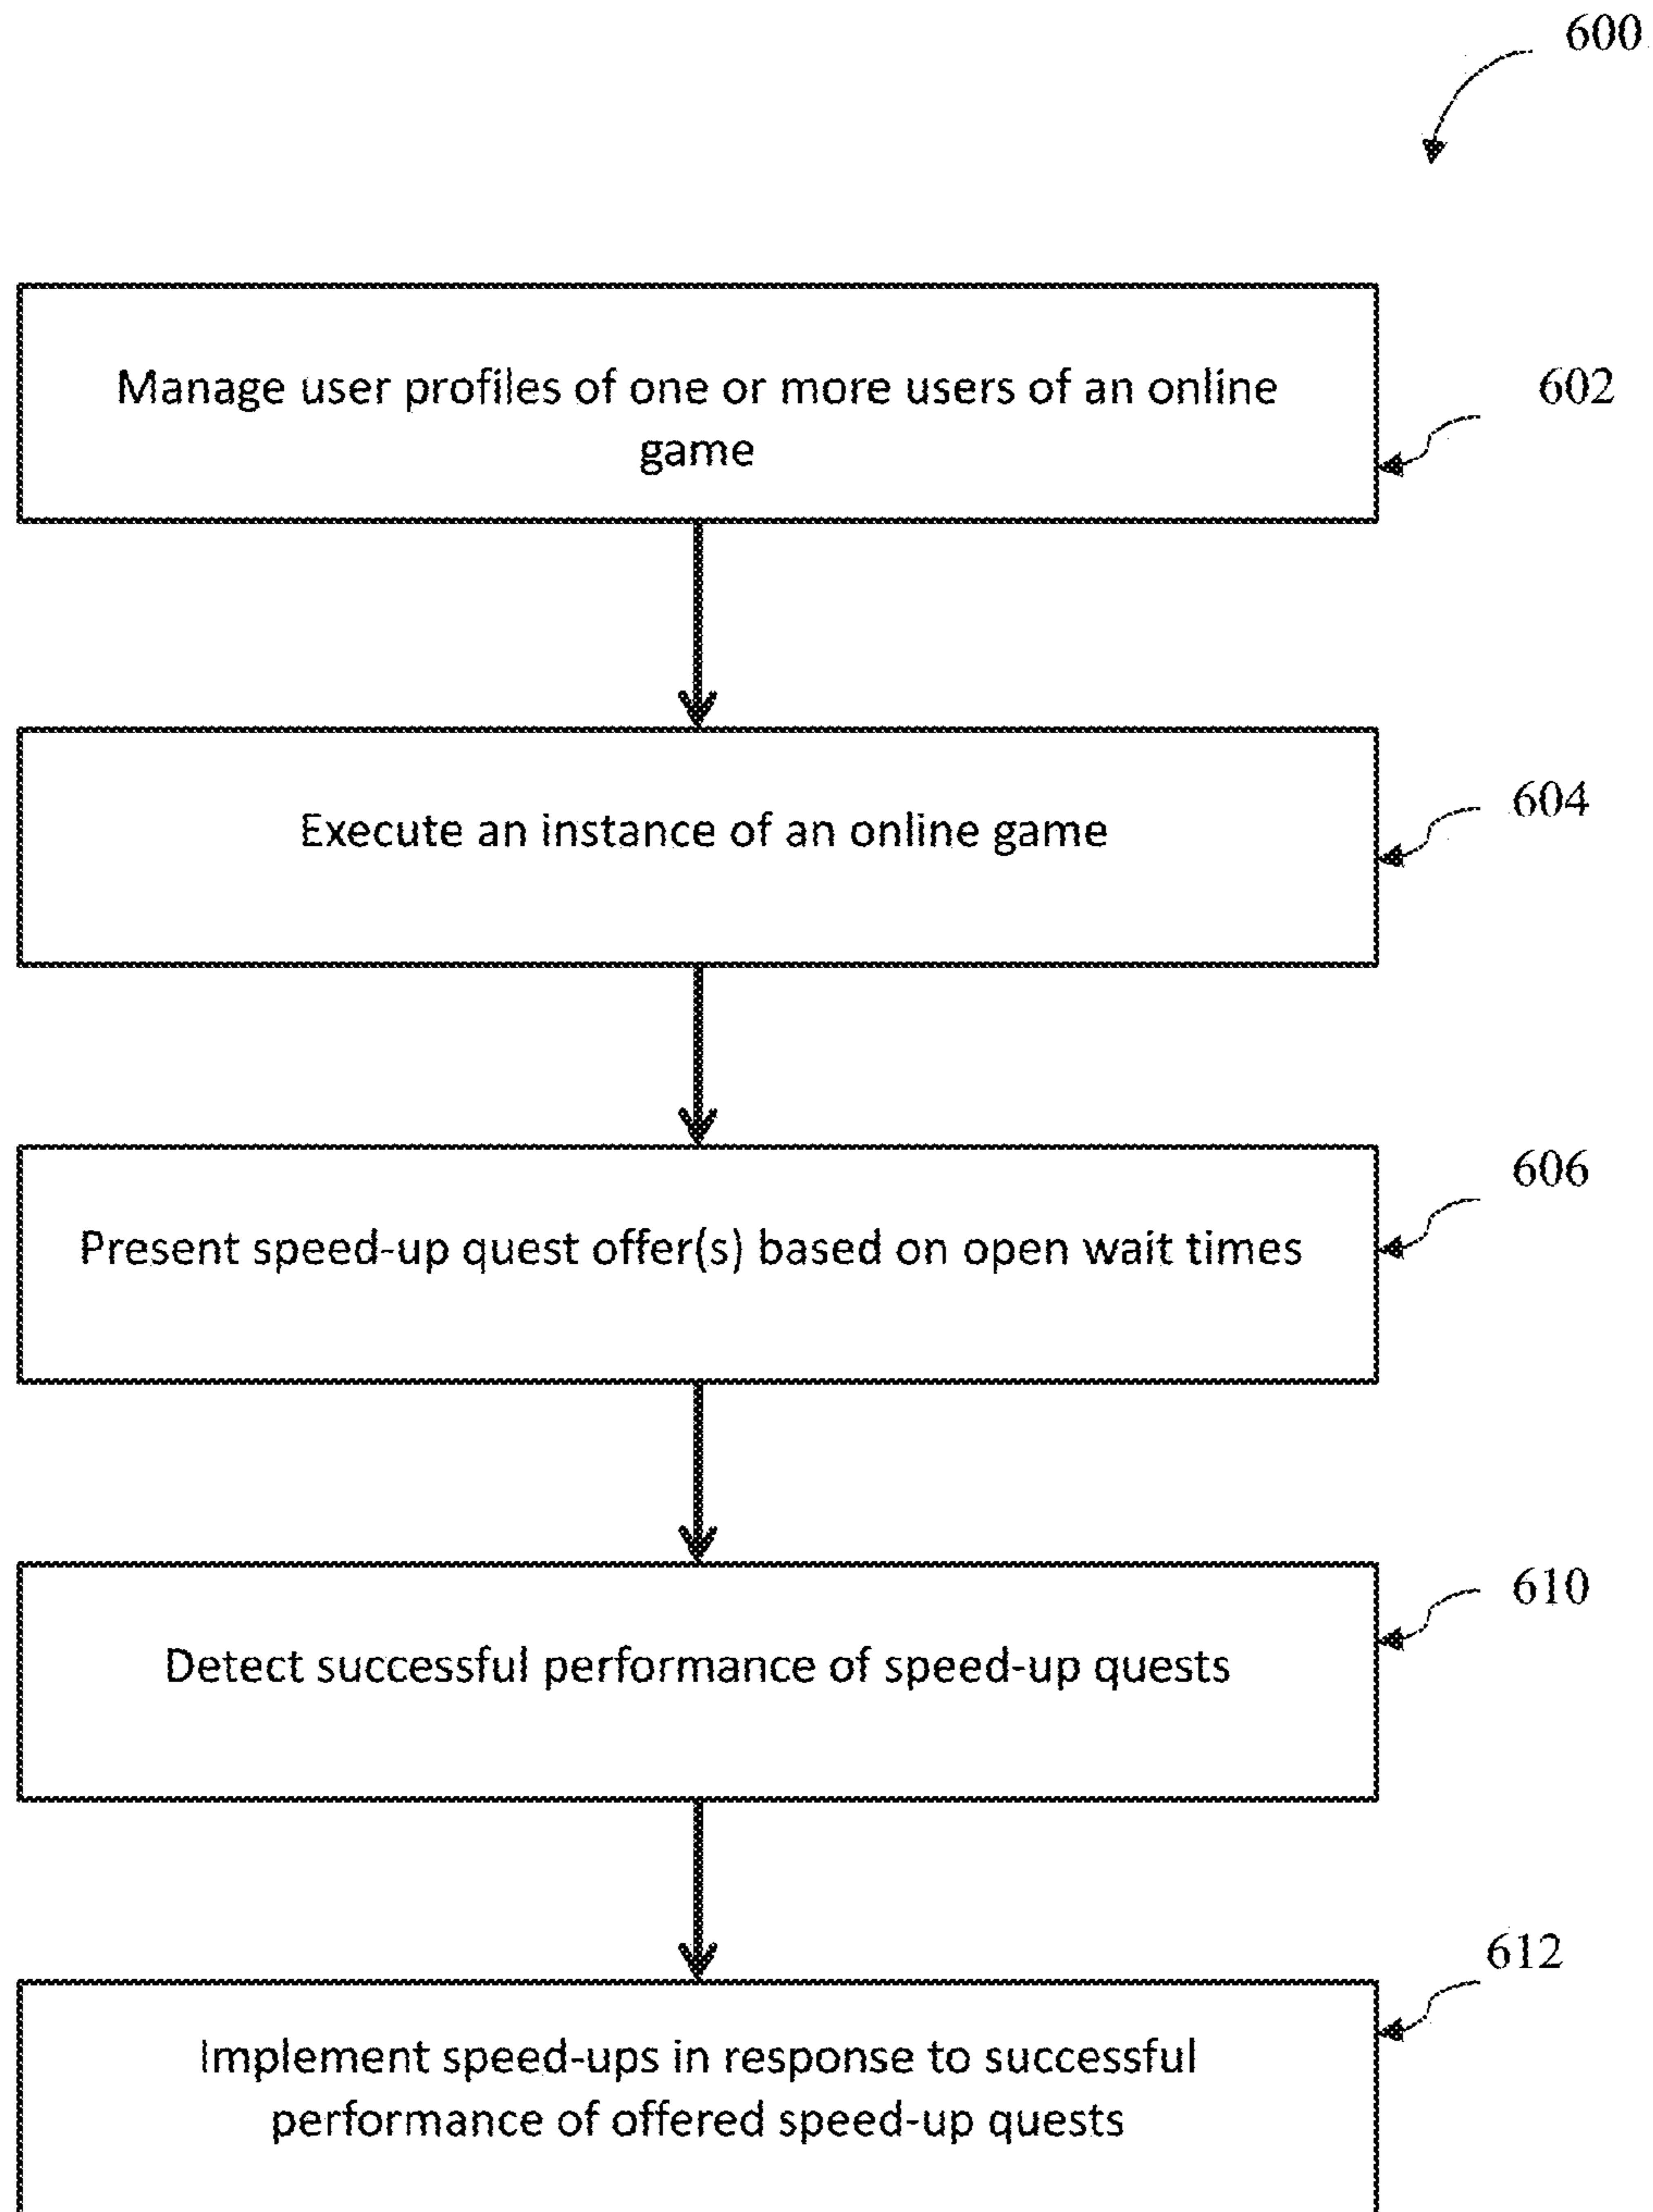 600
Manage user profiles of one or more users of an online
game
602
Execute an instance of an online game
604
Present speed-up quest offer(s) based on open wait times
606
Detect successful performance of speed-up quests
610
Implement speed-ups in response to successful
performance of offered speed-up quests
612